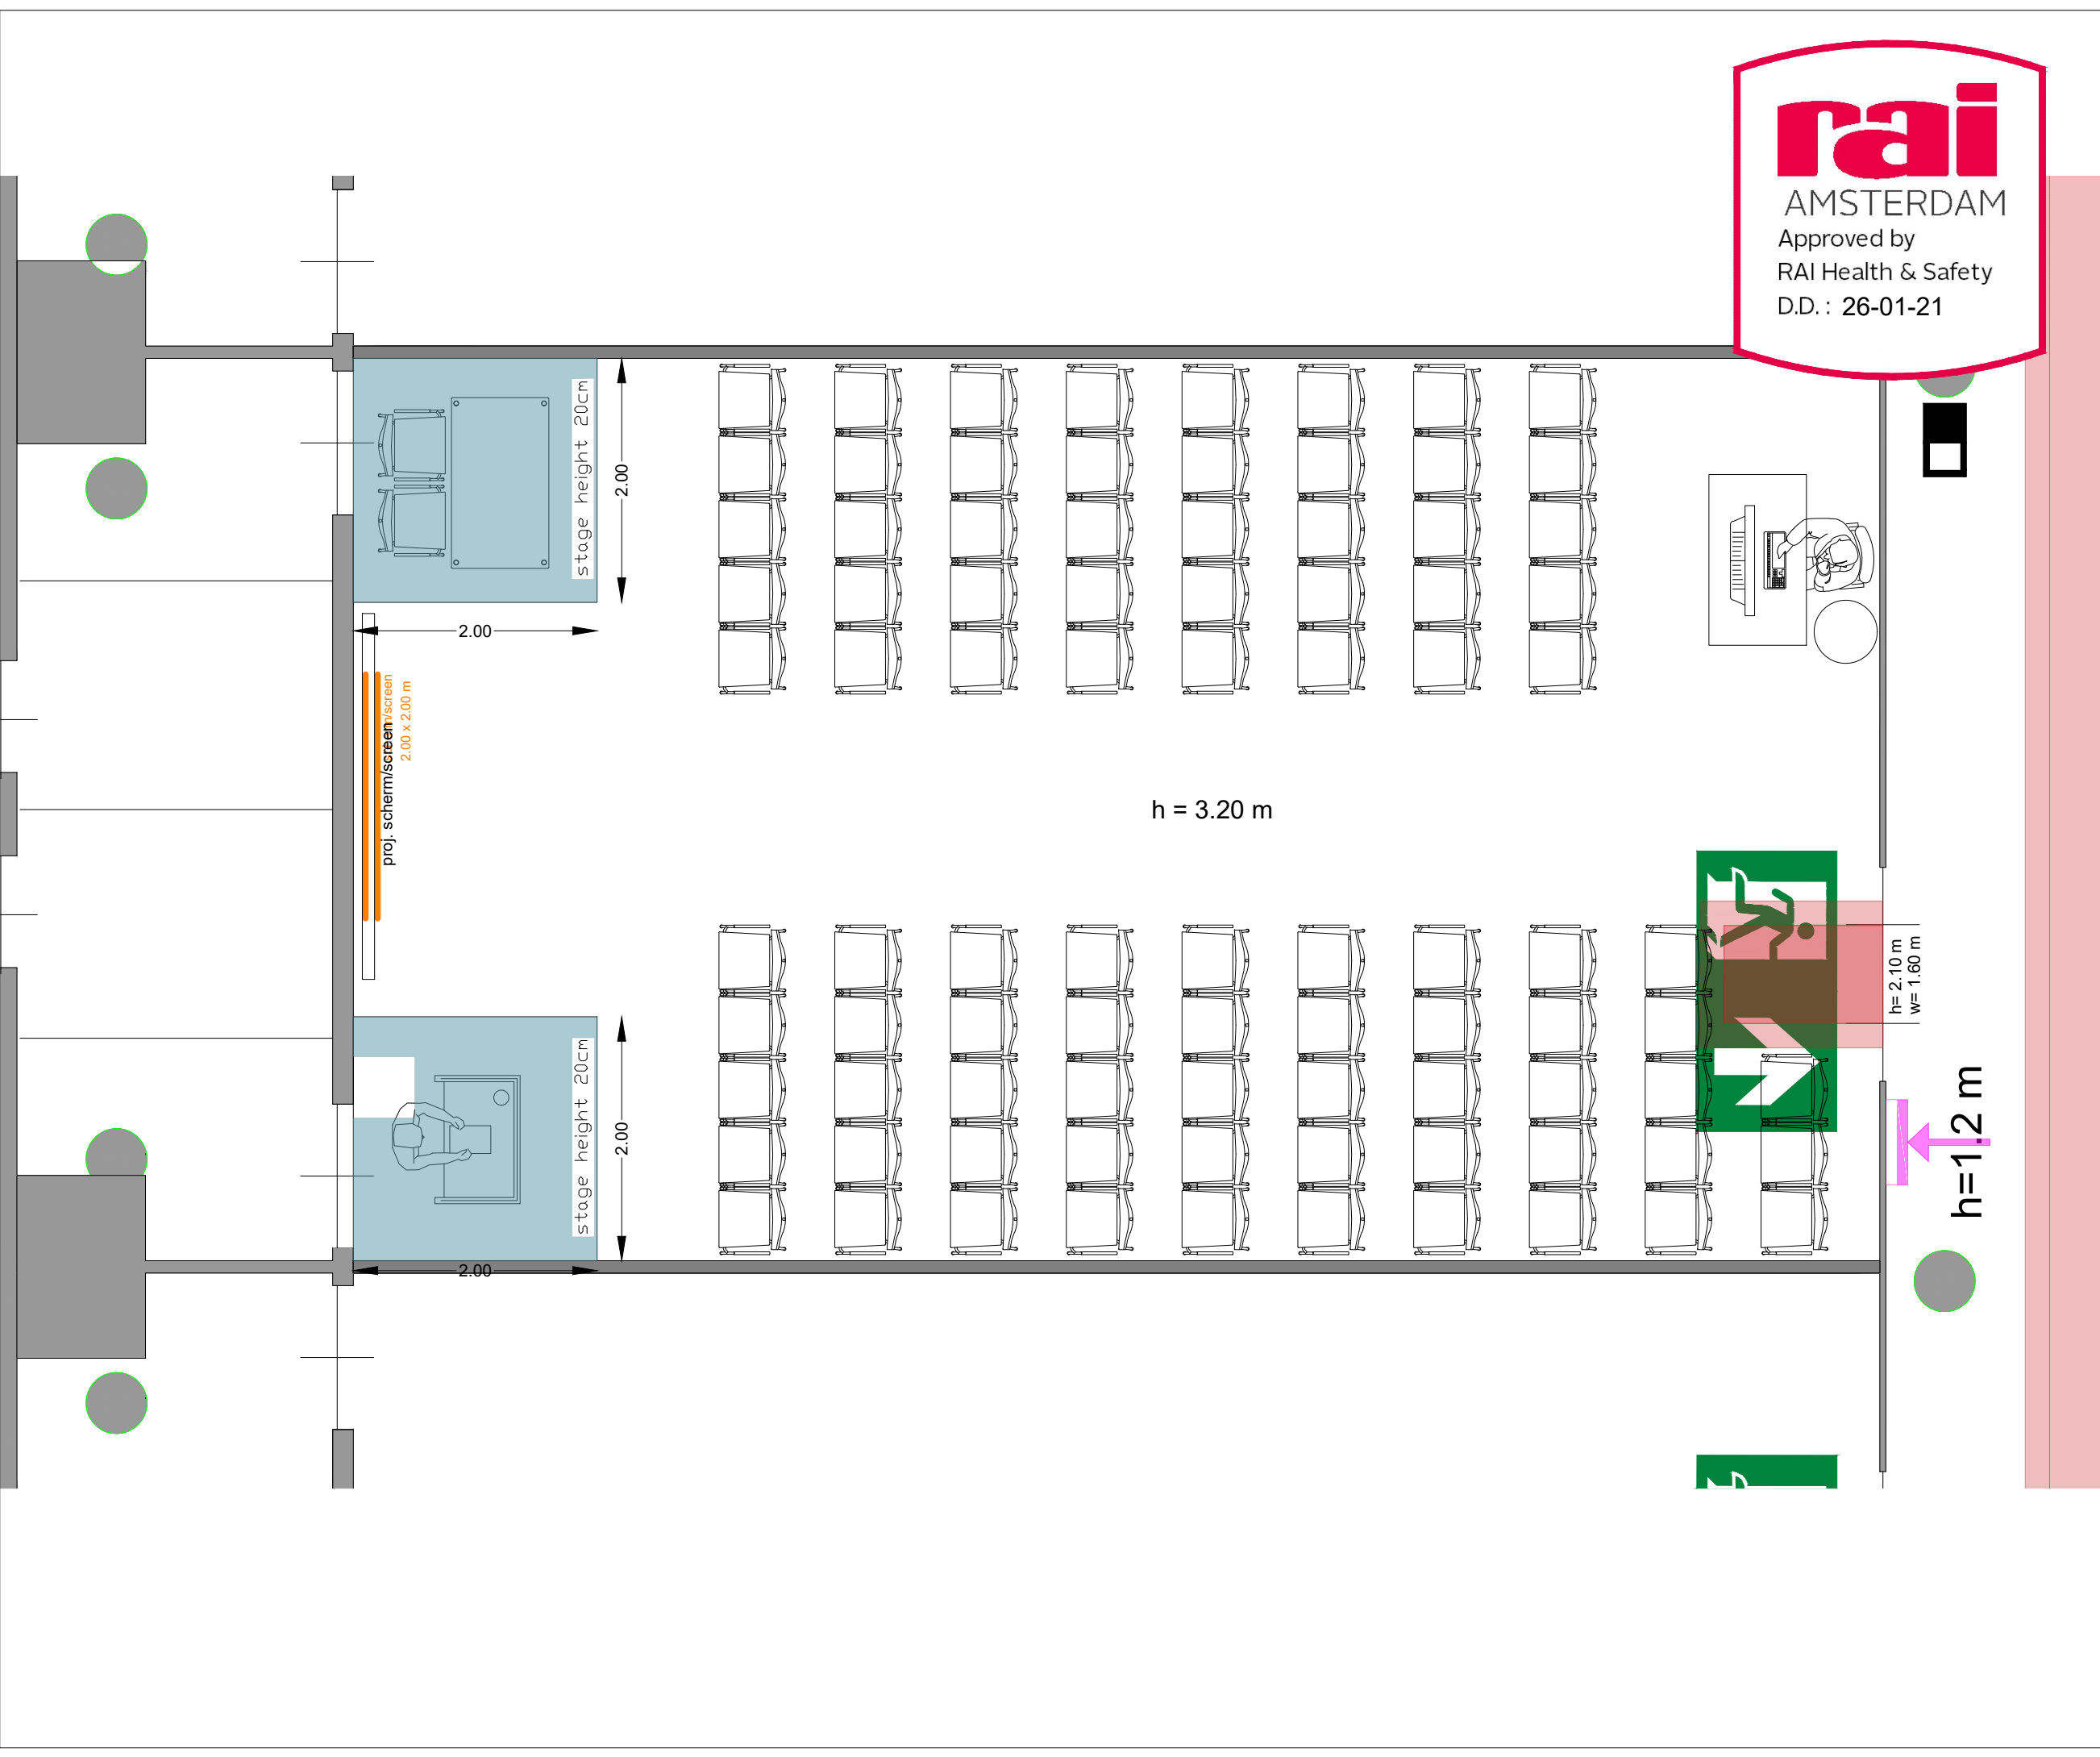 rai
AMSTERDAM
Approved by
RAI Health & Safety
D.D. : 26-01-21
stage height 20cm
2.00
2.00
proj. scherm/screen
2.00 x 2.00 m
h = 3.20 m
h= 2.10 m
w= 1.60 m
h=1,2 m
stage height 20cm
2.00
2.00